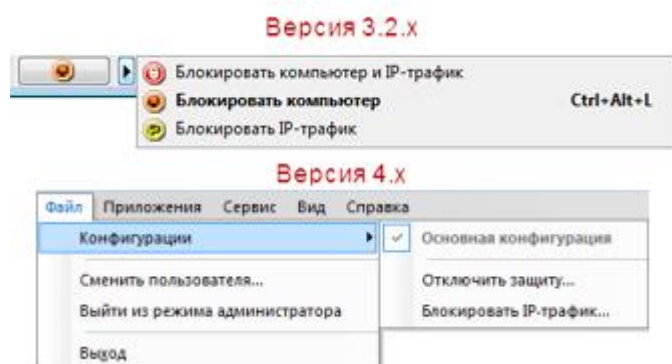 Версия 3.2.x
Блокировать компьютер и IP-трафик
Блокировать компьютер Ctrl+Alt+L
Блокировать IP-трафик
Версия 4.x
Файл Приложения Сервис Вид Справка
Конфигурации Основная конфигурация
Сменить пользователя... Отключить защиту...
Выйти из режима администратора Блокировать IP-трафик...
Выход